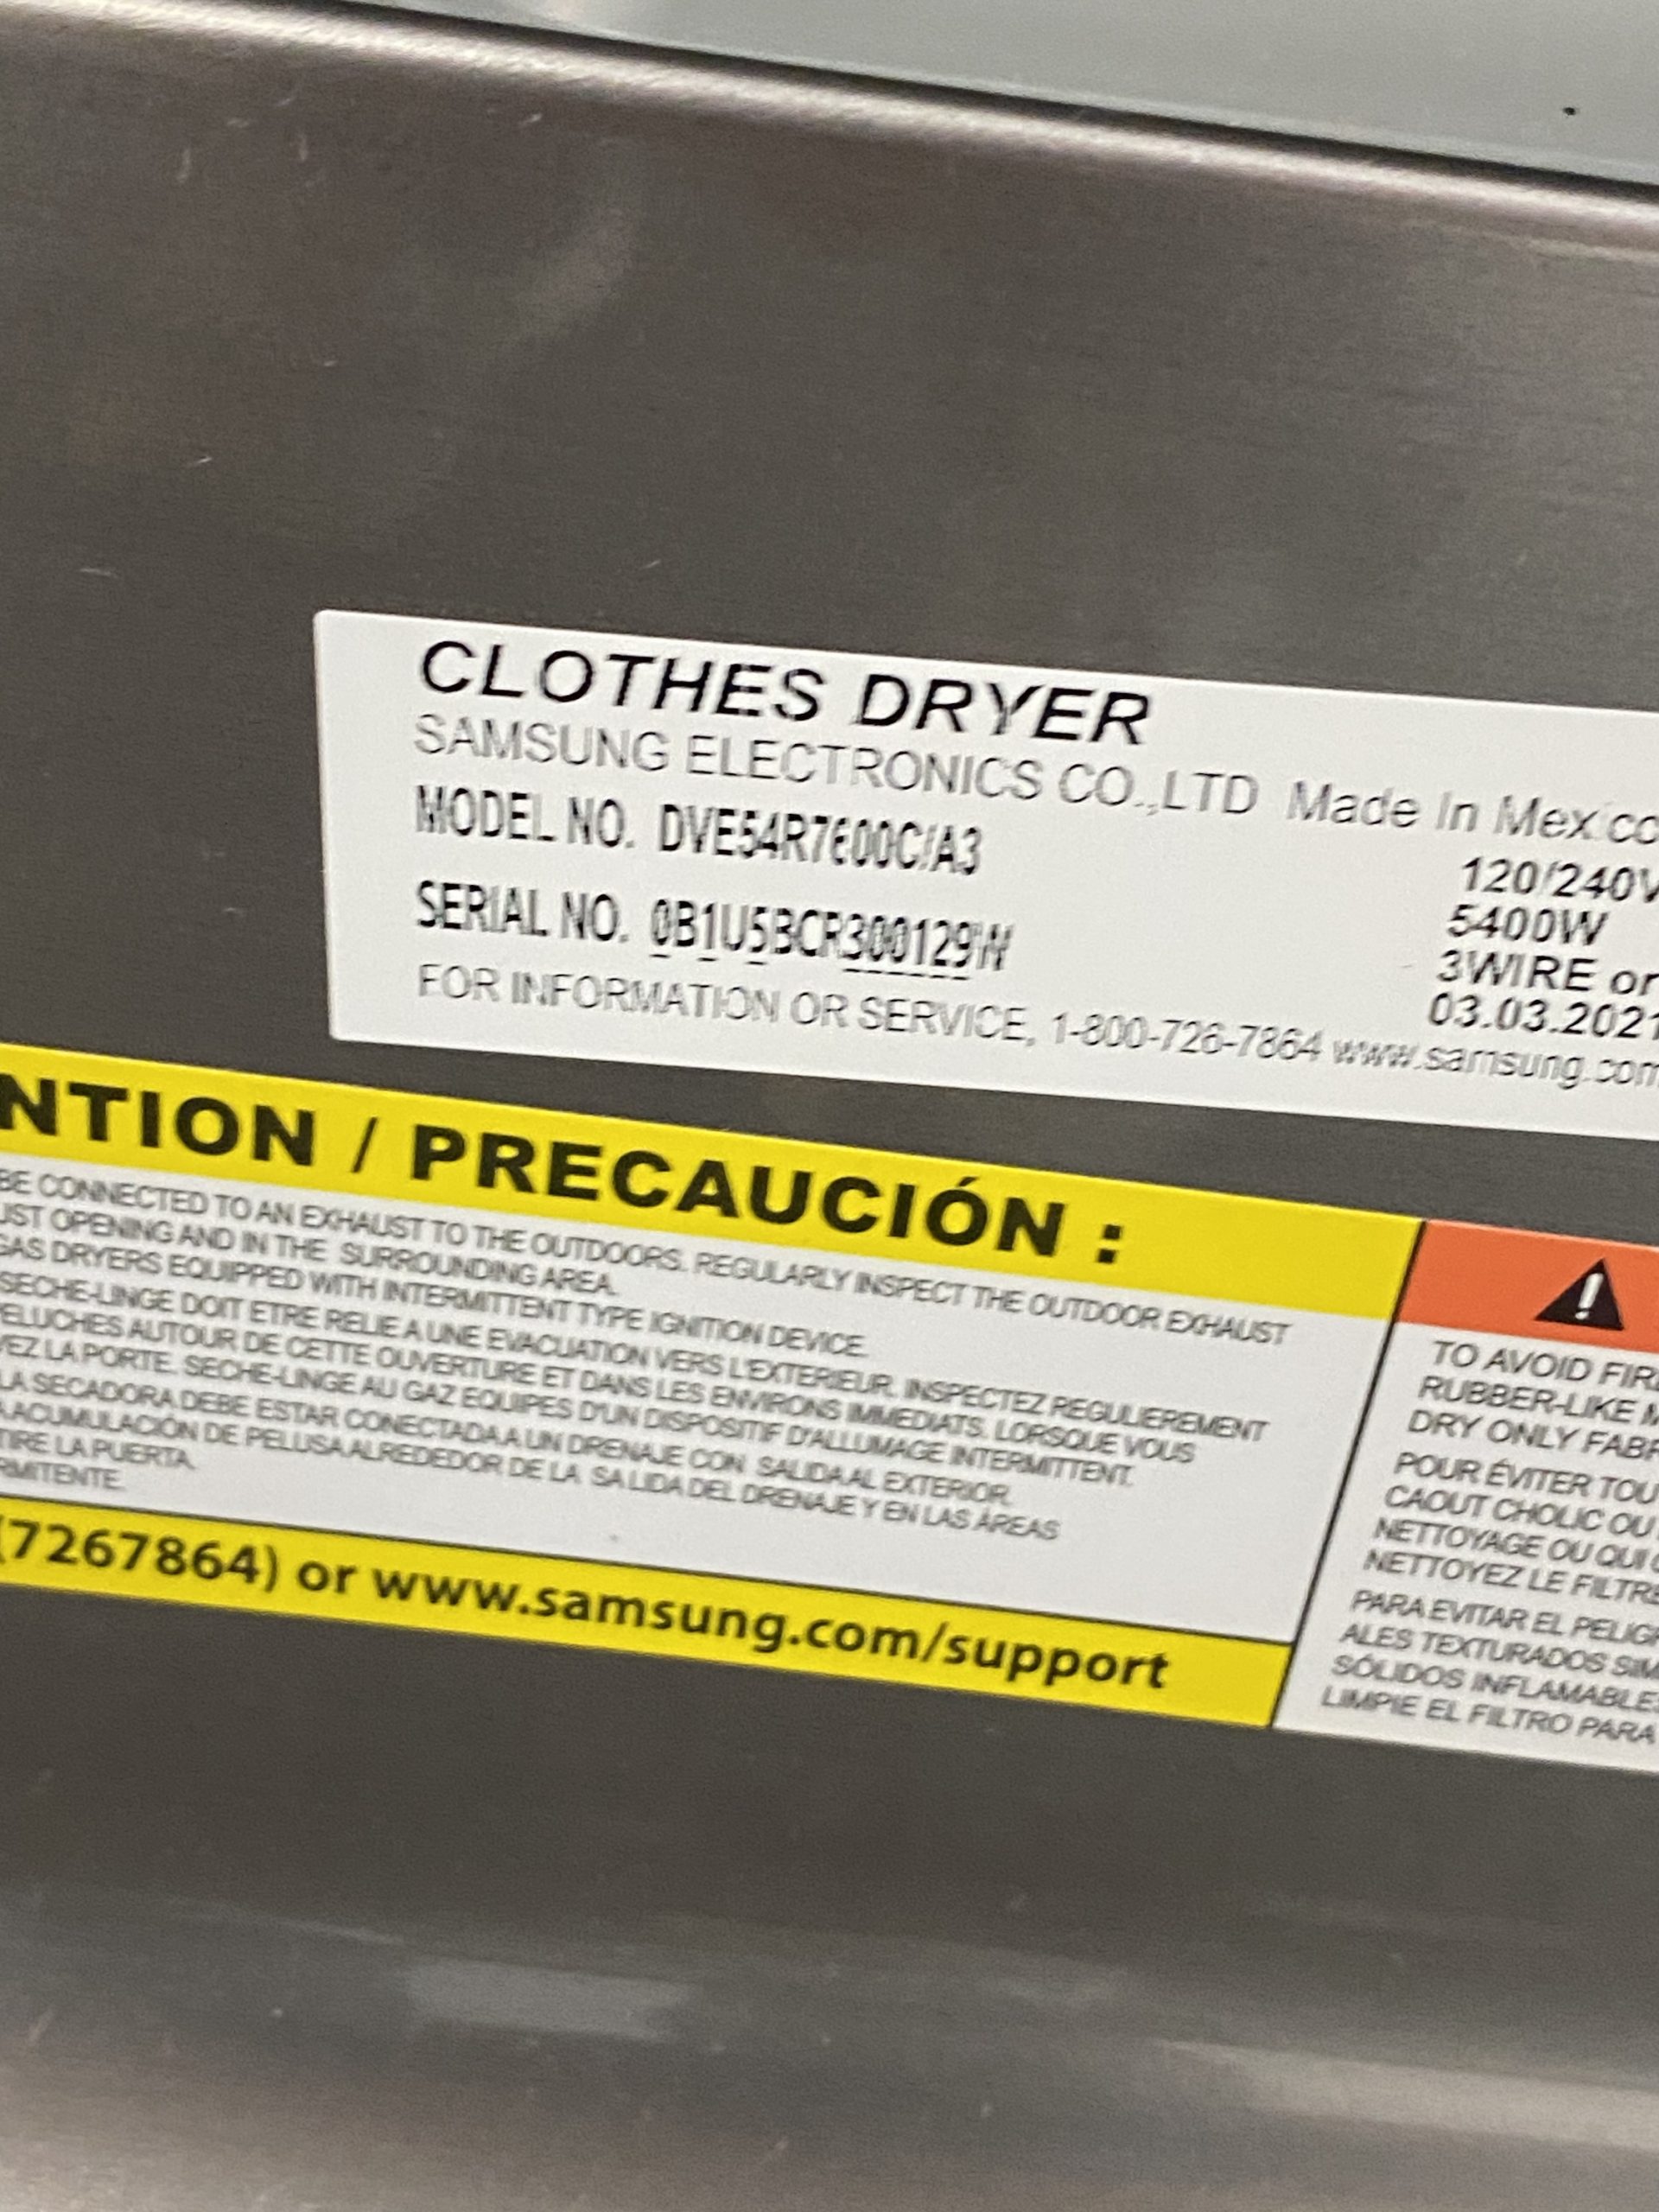 CLOTHES DRYER
SAMSUNG ELECTRONICS CO.,LTD Made In Mexico
MODEL NO. DVE54R7600C/A3
120/240V
SERIAL NO. 0B1U5BCR300129W
5400W
3WIRE or
03.03.2021
FOR INFORMATION OR SERVICE, 1-800-726-7864 www.samsung.com
NTION / PRECAUCIÓN :
BE CONNECTED TO AN EXHAUST TO THE OUTDOORS. REGULARLY INSPECT THE OUTDOOR EXHAUST
UST OPENING AND IN THE SURROUNDING AREA.
GAS DRYERS EQUIPPED WITH INTERMITTENT TYPE IGNITION DEVICE.
SECHE-LINGE DOIT ETRE RELIE A UNE EVACUATION VERS L'EXTERIEUR. INSPECTEZ REGULIEREMENT
PELUCHES AUTOUR DE CETTE OUVERTURE ET DANS LES ENVIRONS IMMEDIATS. LORSQUE VOUS
VEZ LA PORTE. SECHE-LINGE AU GAZ EQUIPES D'UN DISPOSITIF D'ALLUMAGE INTERMITTENT.
LA SECADORA DEBE ESTAR CONECTADA A UN DRENAJE CON SALIDA AL EXTERIOR.
A ACUMULACIÓN DE PELUSA ALREDEDOR DE LA SALIDA DEL DRENAJE Y EN LAS ÁREAS
TIRE LA PUERTA.
RMITENTE.
(7267864) or www.samsung.com/support
TO AVOID FIR
RUBBER-LIKE M
DRY ONLY FABR
POUR ÉVITER TOU
CAOUT CHOLIC OU
NETTOYAGE OU QUI
NETTOYEZ LE FILTRE
PARA EVITAR EL PELIGR
ALES TEXTURADOS SIM
SÓLIDOS INFLAMABLES
LIMPIE EL FILTRO PARA